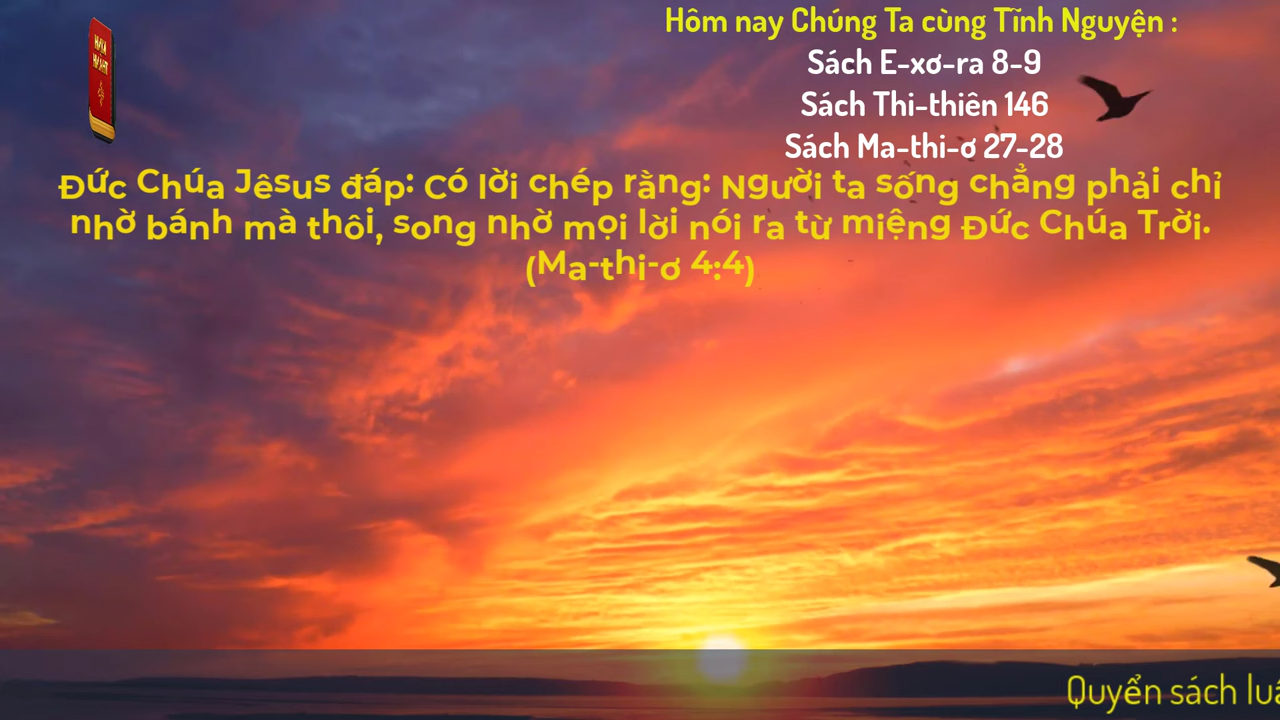 Hôm nay Chúng Ta cùng Tĩnh Nguyện :
Sách E-xơ-ra 8-9
Sách Thi-thiên 146
Sách Ma-thi-ơ 27-28
Đức Chúa Jêsus đáp: Có lời chép rằng: Người ta sống chẳng phải chỉ
nhờ bánh mà thôi, song nhờ mọi lời nói ra từ miệng Đức Chúa Trời.
(Ma-thi-ơ 4:4)
Quyển sách